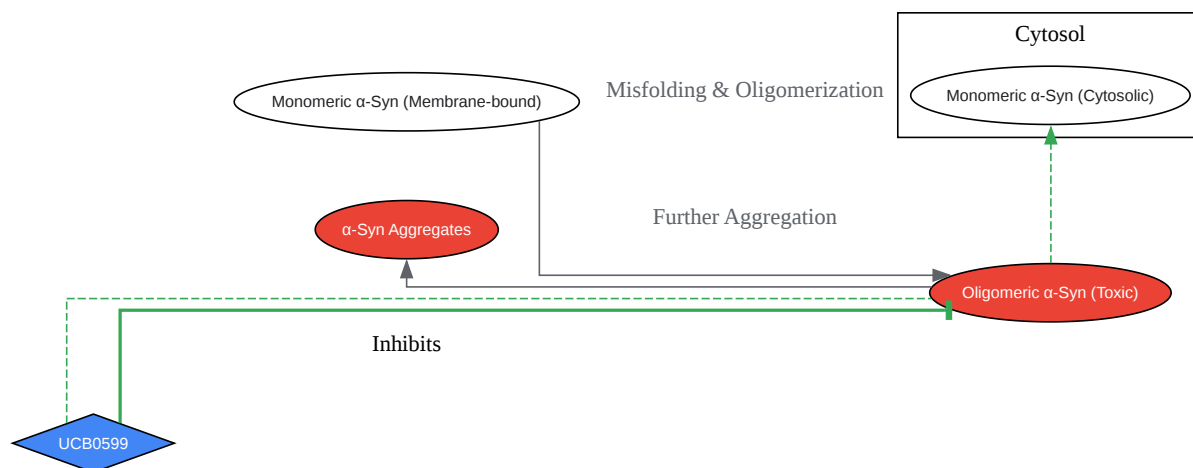 Cytosol
Monomeric α-Syn (Membrane-bound)
Misfolding & Oligomerization
Monomeric α-Syn (Cytosolic)
Further Aggregation
α-Syn Aggregates
Oligomeric α-Syn (Toxic)
Inhibits
UCB0599